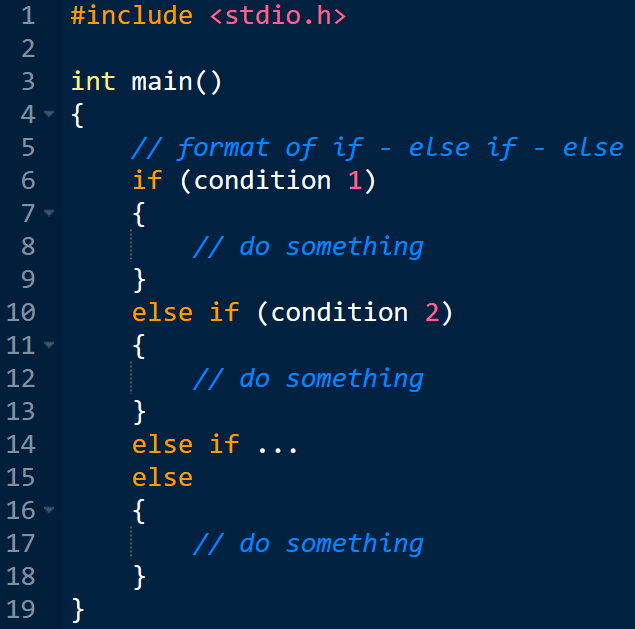 1 #include <stdio.h>
2
3 int main()
4 {
5     // format of if - else if - else
6     if (condition 1)
7     {
8         // do something
9     }
10     else if (condition 2)
11     {
12         // do something
13     }
14     else if ...
15     else
16     {
17         // do something
18     }
19 }